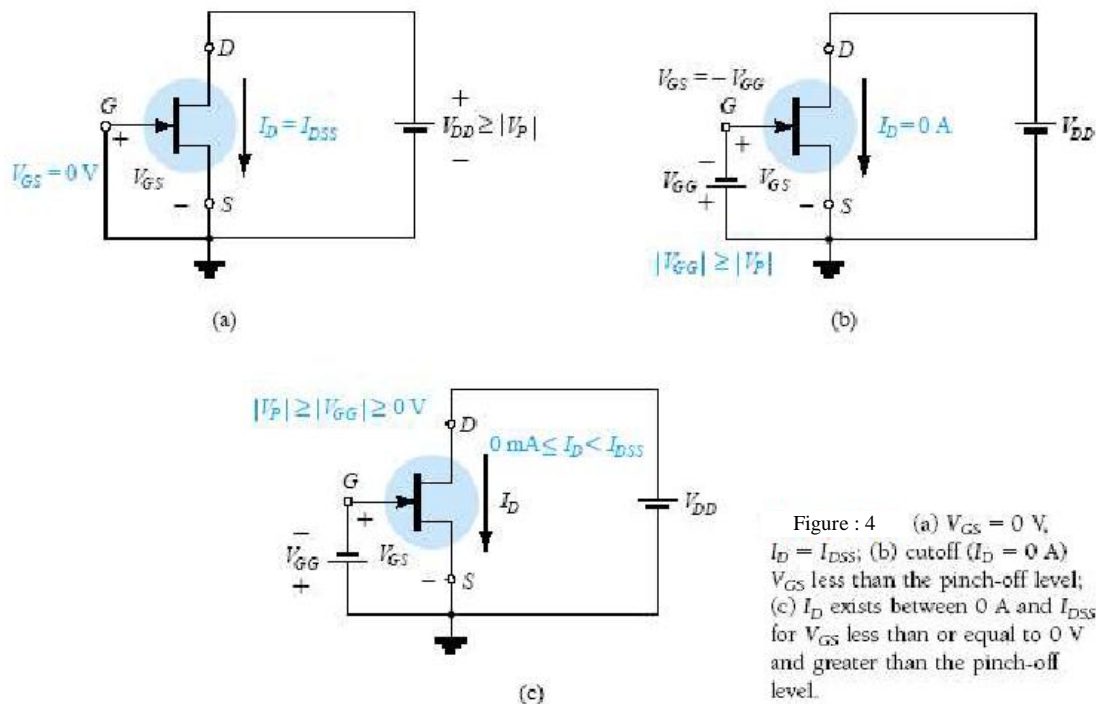 D
G
+
V_GS = 0 V
V_GS
I_D = I_DSS
− S
+
V_DD ≥ |V_P|
−
(a)
D
V_GS = − V_GG
G
− +
V_GG
V_GS
+
I_D = 0 A
− S
V_DD
|V_GG| ≥ |V_P|
(b)
|V_P| ≥ |V_GG| ≥ 0 V
D
0 mA ≤ I_D < I_DSS
G
− +
V_GG
V_GS
+
I_D
− S
V_DD
(c)
Figure : 4 (a) V_GS = 0 V,
I_D = I_DSS; (b) cutoff (I_D = 0 A)
V_GS less than the pinch-off level;
(c) I_D exists between 0 A and I_DSS
for V_GS less than or equal to 0 V
and greater than the pinch-off
level.